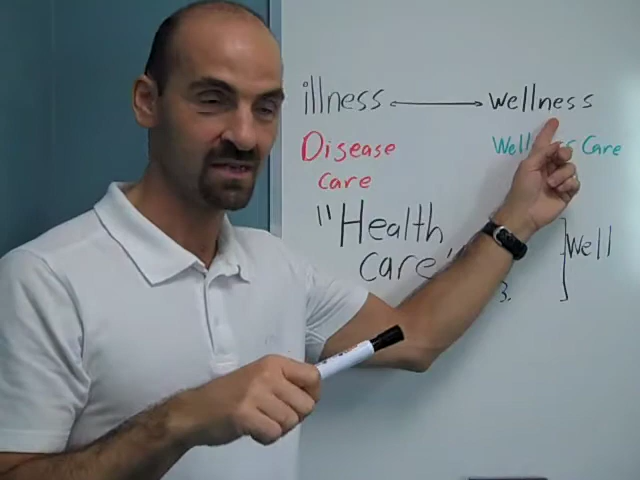 illness ↔ wellness
Disease Wellness Care
care
"Health
care"
Well
3.